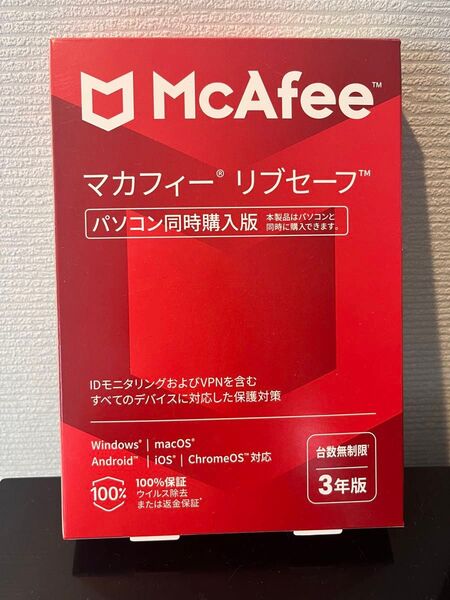 McAfee™
マカフィー® リブセーフ™
パソコン同時購入版
本製品はパソコンと
同時に購入できます。
IDモニタリングおよびVPNを含む
すべてのデバイスに対応した保護対策
Windows® | macOS®
Android™ | iOS® | ChromeOS™ 対応
台数無制限†
3年版
100%
100%保証
ウイルス除去
または返金保証*